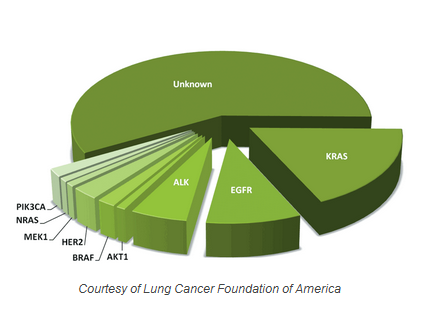 Unknown
KRAS
EGFR
ALK
PIK3CA
NRAS
MEK1
HER2
BRAF
AKT1
Courtesy of Lung Cancer Foundation of America